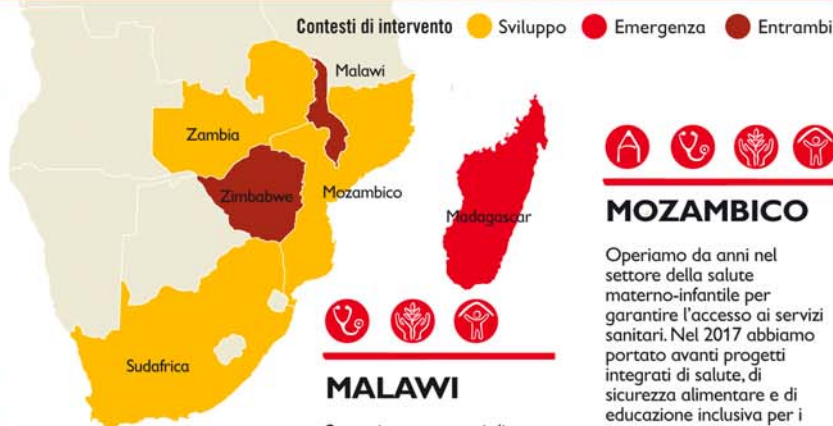 Contesti di intervento Sviluppo Emergenza Entrambi
Malawi
Zambia
Zimbabwe
Mozambico
Madagascar
Sudafrica
MALAWI
MOZAMBICO
Operiamo da anni nel
settore della salute
materno-infantile per
garantire l'accesso ai servizi
sanitari. Nel 2017 abbiamo
portato avanti progetti
integrati di salute, di
sicurezza alimentare e di
educazione inclusiva per i